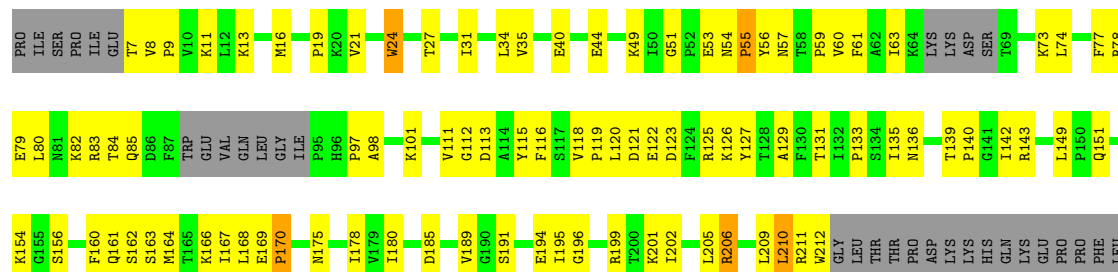 PRO ILE SER PRO ILE GLU T7 V8 V10 P9 K11 L12 K13 M16 P19 K20 V21 W24 T27 I31 L34 V35 E40 E44 K49 I50 G51 P52 E53 N54 P55 Y56 N57 T58 P59 V60 F61 A62 I63 K64 LYS LYS ASP SER T69 K73 L74 F77 R78
E79 L80 N81 K82 R83 T84 Q85 D86 F87 TRP GLU VAL GLN LEU GLY ILE P95 H96 P97 A98 K101 V111 G112 D113 A114 Y115 F116 S117 V118 P119 L120 D121 E122 D123 F124 R125 K126 Y127 T128 A129 F130 T131 I132 P133 S134 I135 N136 T139 P140 G141 I142 R143 L149 P150 Q151
K154 G155 S156 F160 Q161 S162 S163 M164 T165 K166 I167 L168 E169 P170 N175 I178 V179 I180 D185 V189 G190 S191 E194 I195 G196 R199 T200 K201 I202 L205 R206 L209 L210 R211 W212 GLY LEU THR THR PRO ASP LYS LYS HIS GLN LYS GLU PRO PRO PHE LEU